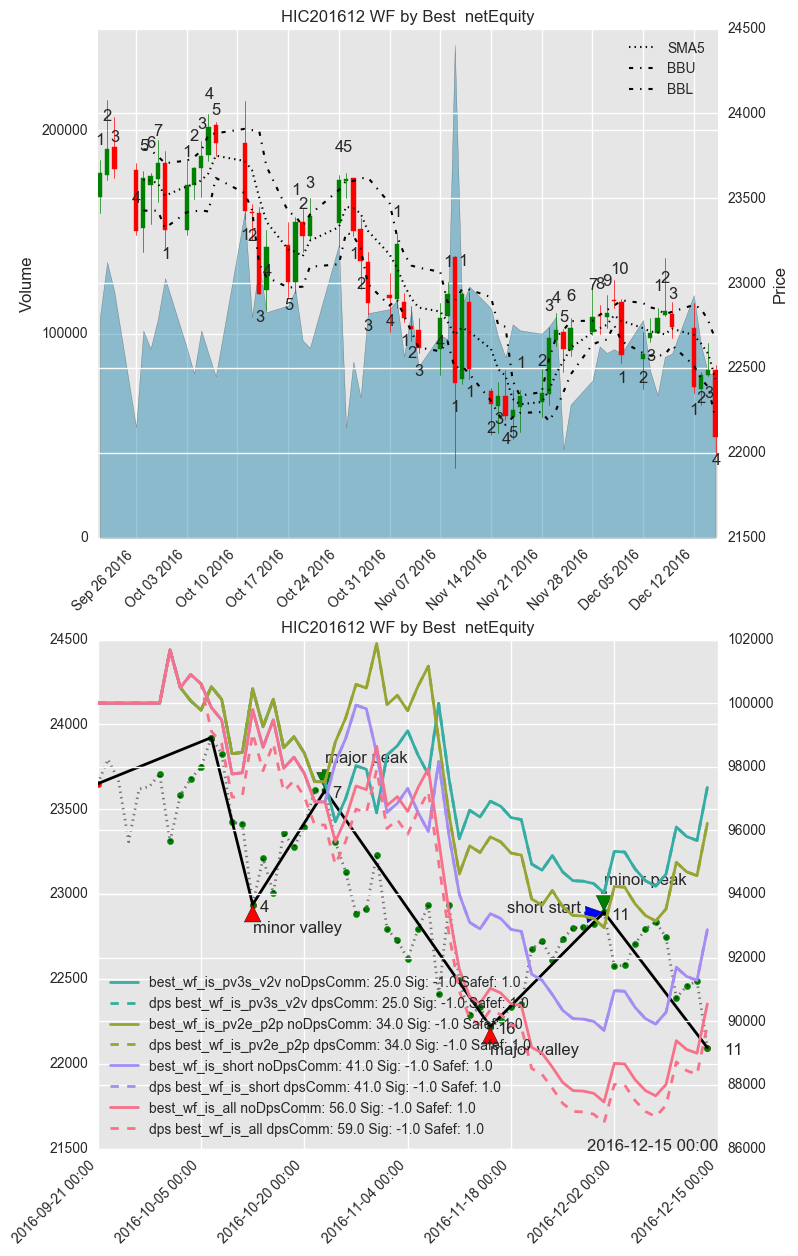 HIC201612 WF by Best netEquity
24500
SMA5
BBU
BBL
24000
200000
23500
Volume
Price
23000
100000
22500
22000
0
21500
Sep 26 2016
Oct 03 2016
Oct 10 2016
Oct 17 2016
Oct 24 2016
Oct 31 2016
Nov 07 2016
Nov 14 2016
Nov 21 2016
Nov 28 2016
Dec 05 2016
Dec 12 2016
HIC201612 WF by Best netEquity
24500
102000
100000
24000
major peak
98000
7
23500
96000
23000
minor peak
94000
4
short start
11
minor valley
92000
22500
best_wf_is_pv3s_v2v noDpsComm: 25.0 Sig: -1.0 Safef: 1.0
dps best_wf_is_pv3s_v2v dpsComm: 25.0 Sig: -1.0 Safef: 1.0
best_wf_is_pv2e_p2p noDpsComm: 34.0 Sig: -1.0 Safef: 1.0
16
90000
dps best_wf_is_pv2e_p2p dpsComm: 34.0 Sig: -1.0 Safef: 1.0
major valley
11
22000
best_wf_is_short noDpsComm: 41.0 Sig: -1.0 Safef: 1.0
dps best_wf_is_short dpsComm: 41.0 Sig: -1.0 Safef: 1.0
88000
best_wf_is_all noDpsComm: 56.0 Sig: -1.0 Safef: 1.0
dps best_wf_is_all dpsComm: 59.0 Sig: -1.0 Safef: 1.0
2016-12-15 00:00
21500
86000
2016-09-21 00:00
2016-10-05 00:00
2016-10-20 00:00
2016-11-04 00:00
2016-11-18 00:00
2016-12-02 00:00
2016-12-15 00:00